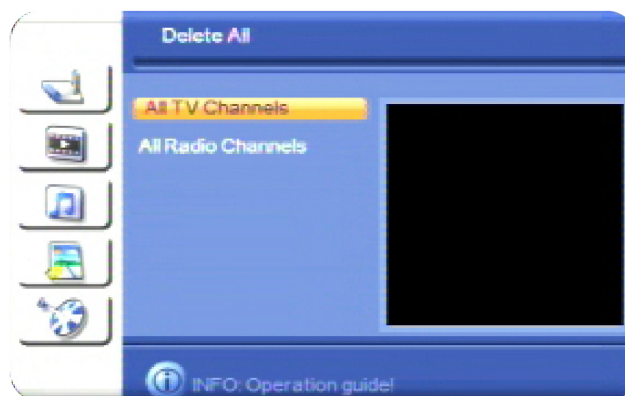 Delete All
All TV Channels
All Radio Channels
INFO: Operation guide!